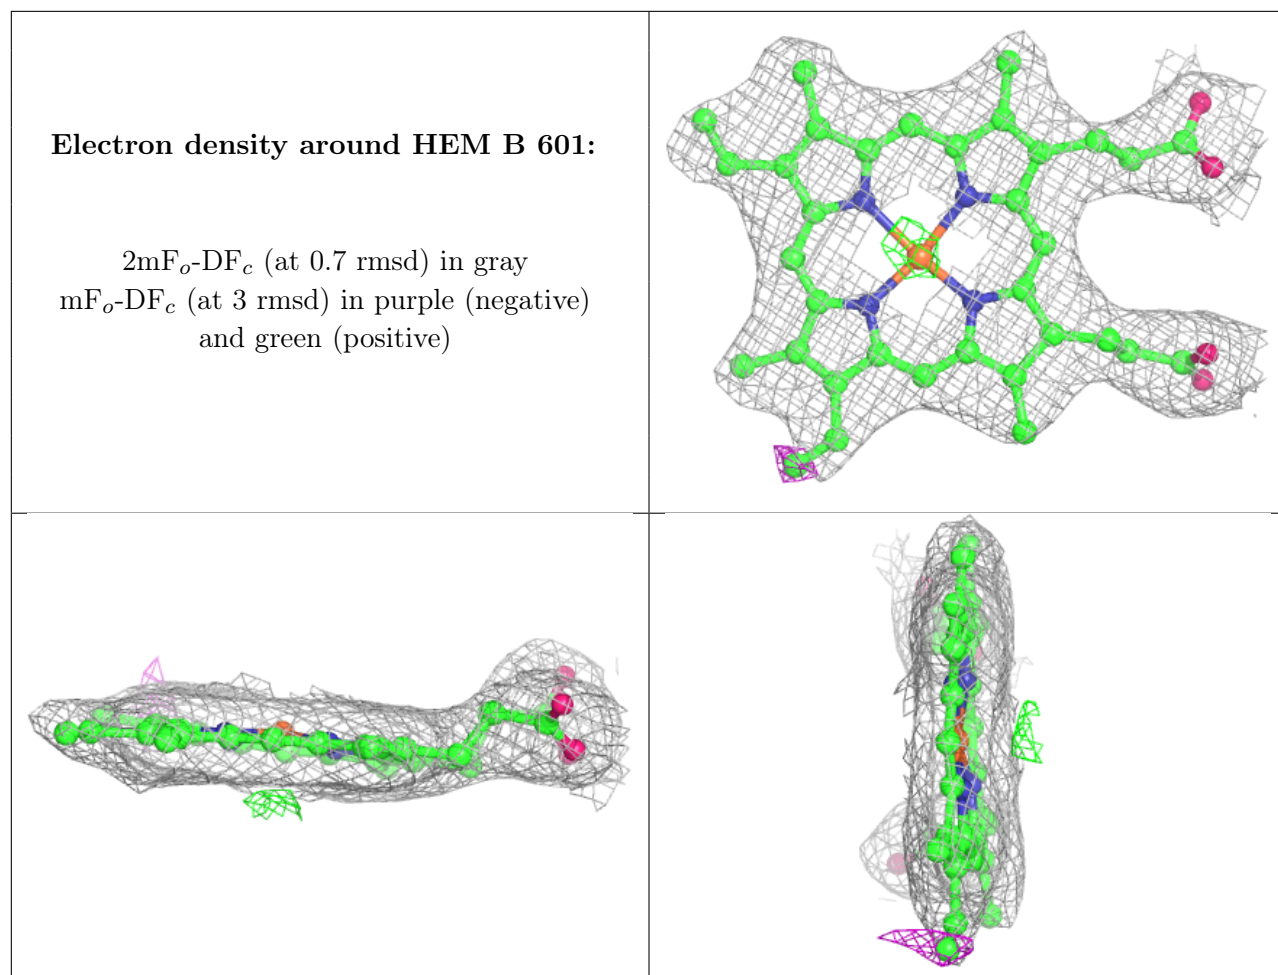 Electron density around HEM B 601:
2mFₒ-DF𝒸 (at 0.7 rmsd) in gray
mFₒ-DF𝒸 (at 3 rmsd) in purple (negative)
and green (positive)